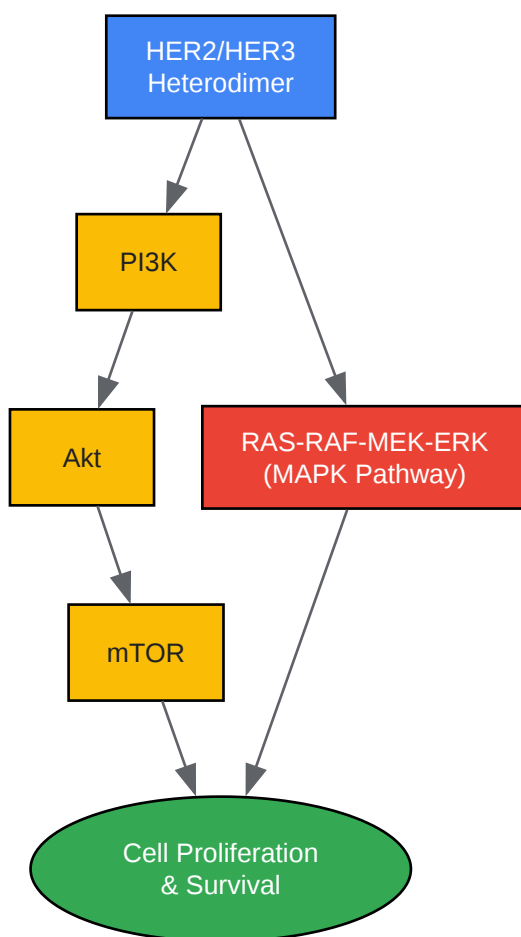 HER2/HER3
Heterodimer
PI3K
Akt
RAS-RAF-MEK-ERK
(MAPK Pathway)
mTOR
Cell Proliferation
& Survival